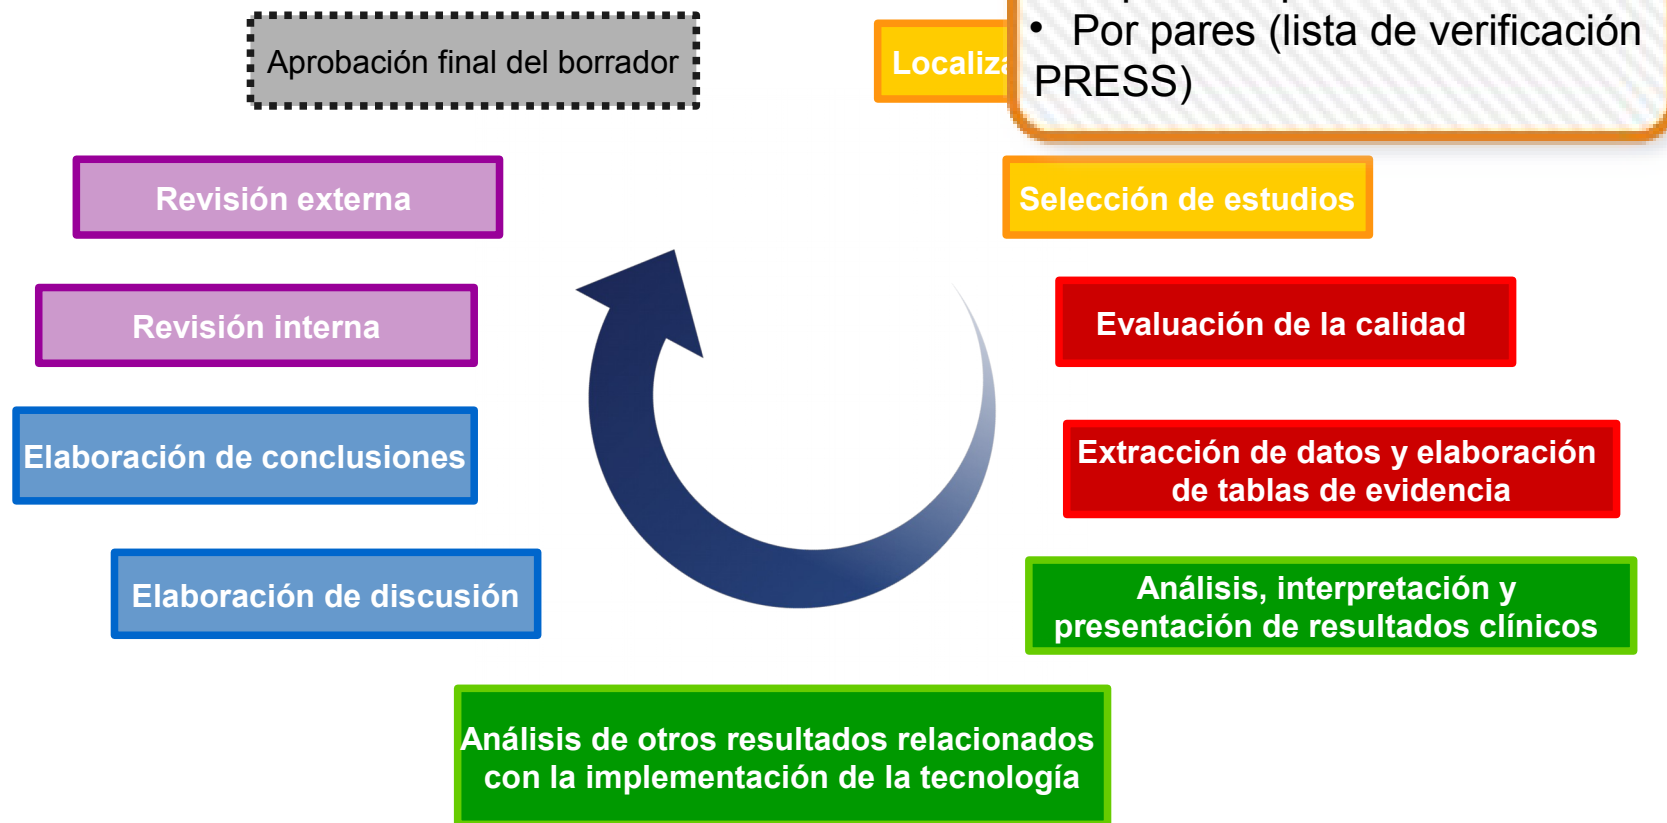 • Por pares (lista de verificación
PRESS)
Aprobación final del borrador
Revisión externa
Selección de estudios
Revisión interna
Evaluación de la calidad
Elaboración de conclusiones
Extracción de datos y elaboración
de tablas de evidencia
Elaboración de discusión
Análisis, interpretación y
presentación de resultados clínicos
Análisis de otros resultados relacionados
con la implementación de la tecnología